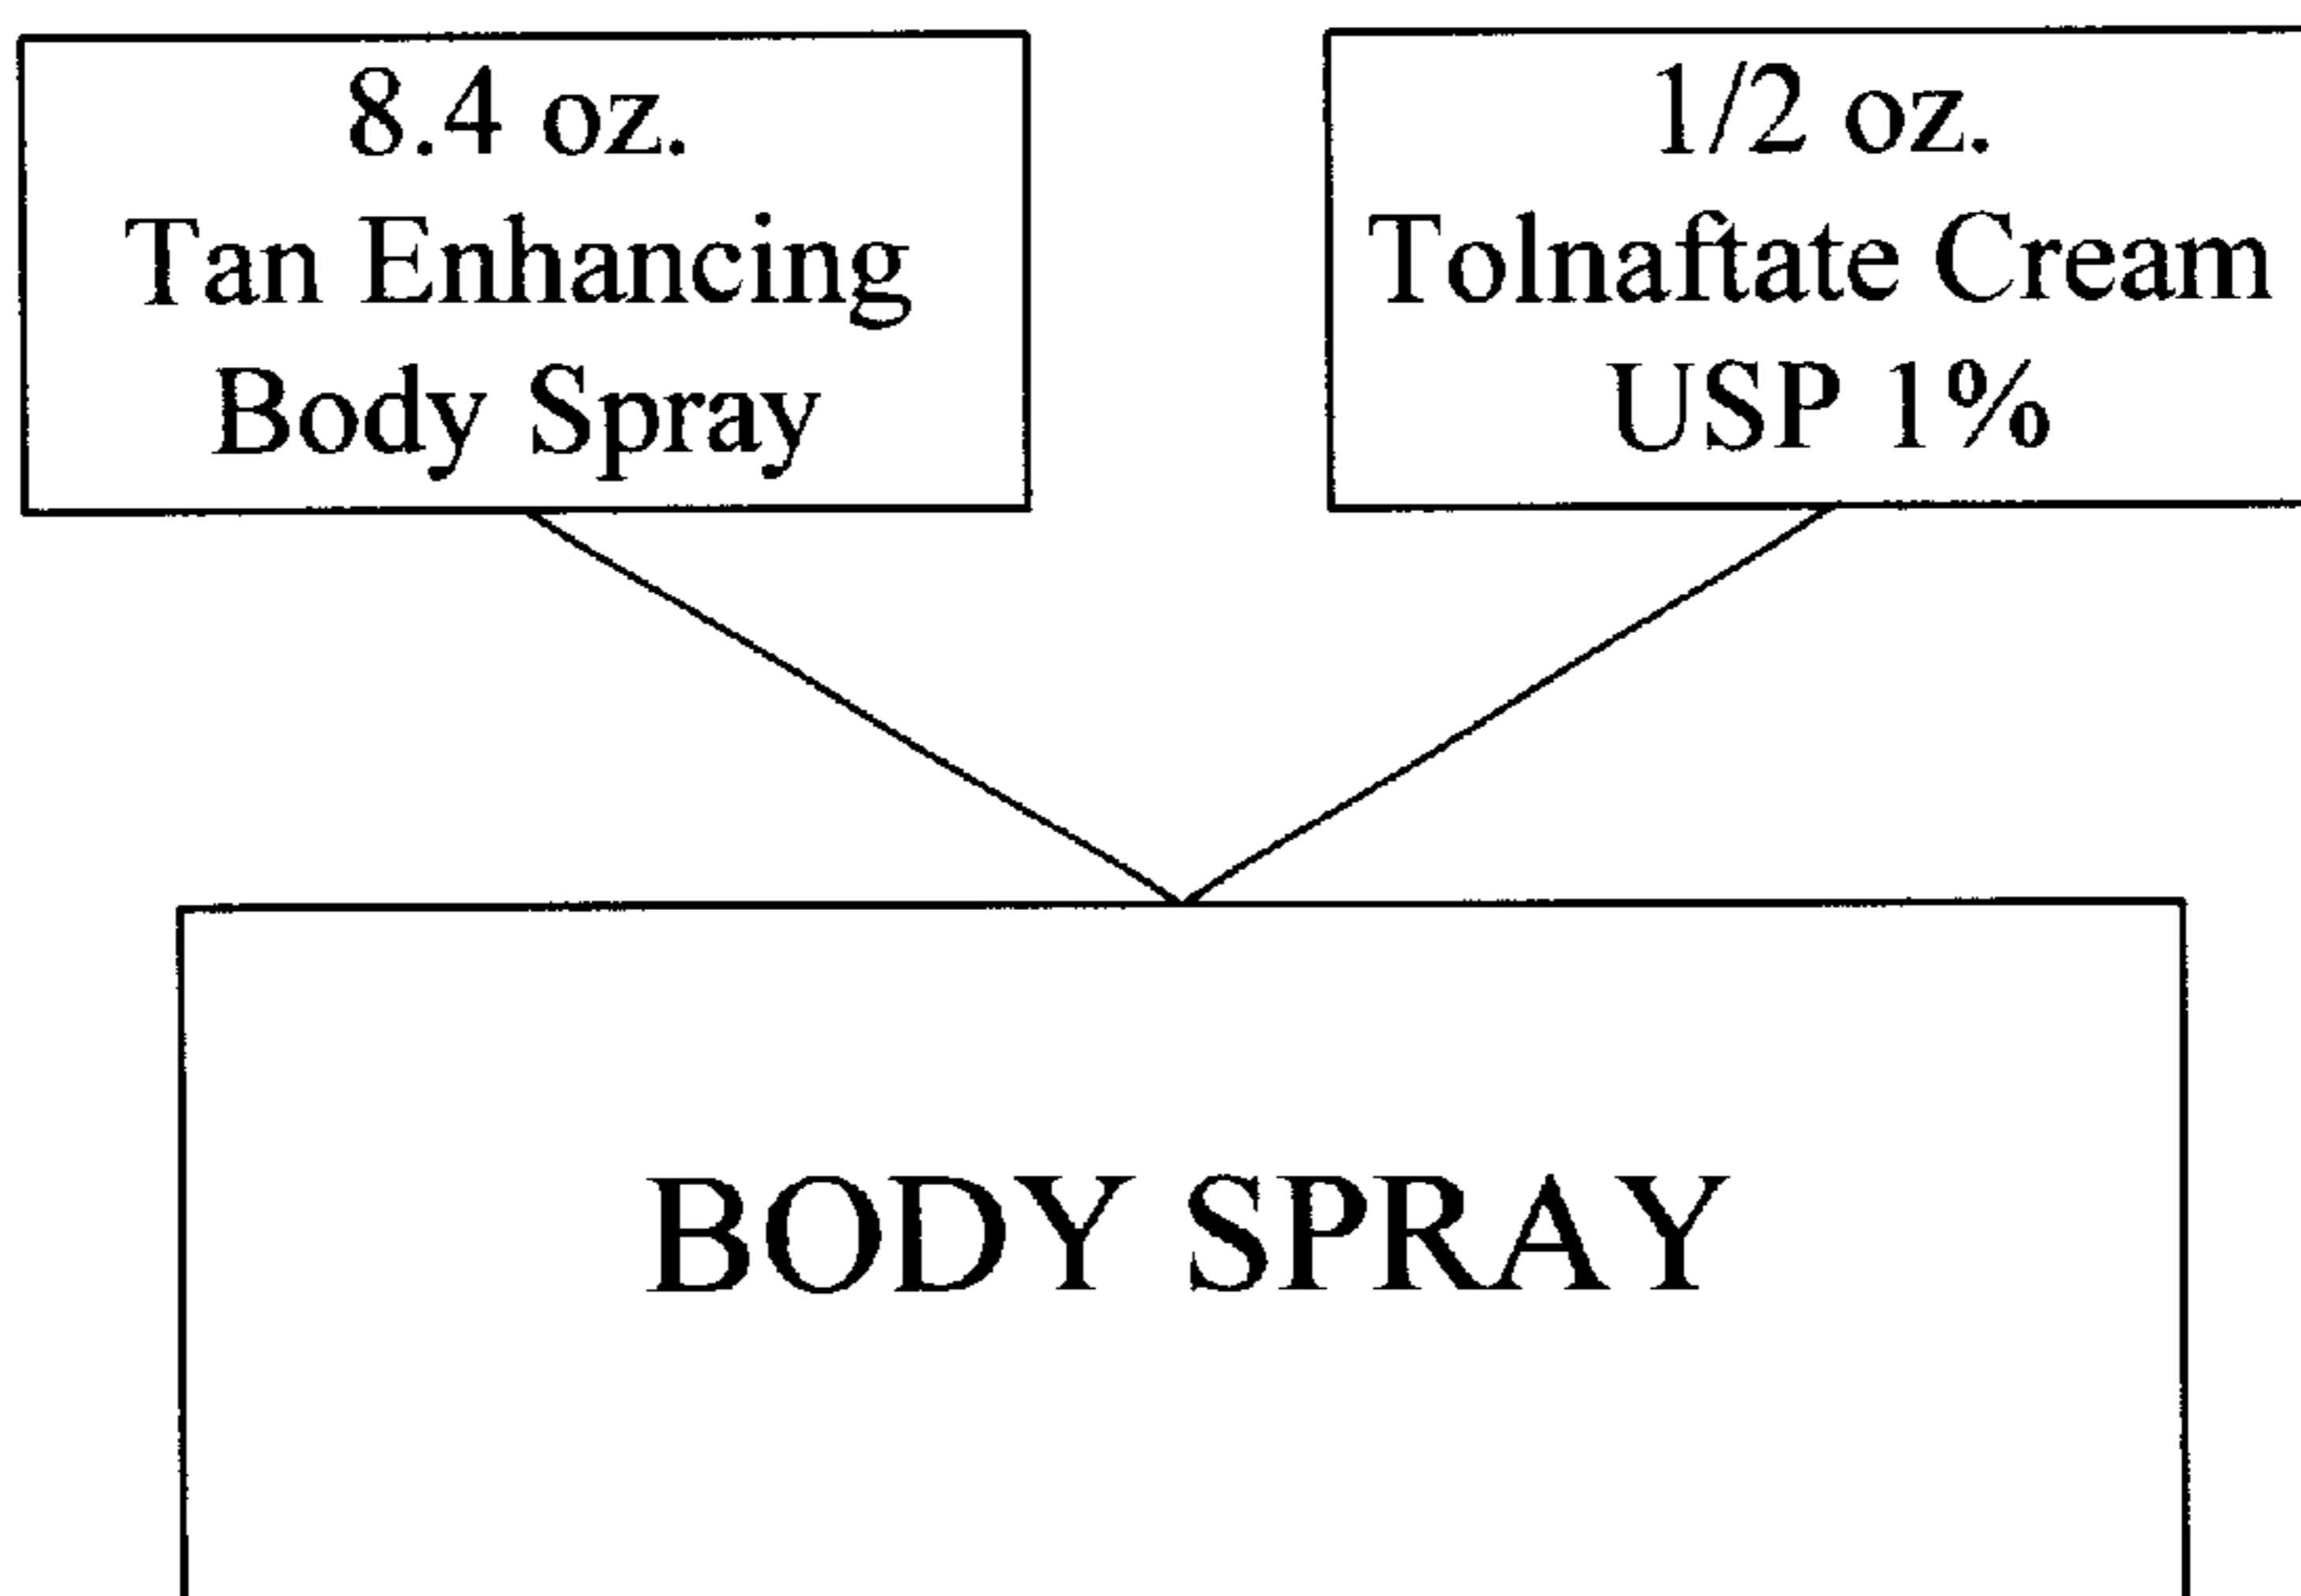 8.4 oz.
Tan Enhancing
Body Spray
1/2 oz.
Tolnaftate Cream
USP 1%
BODY SPRAY